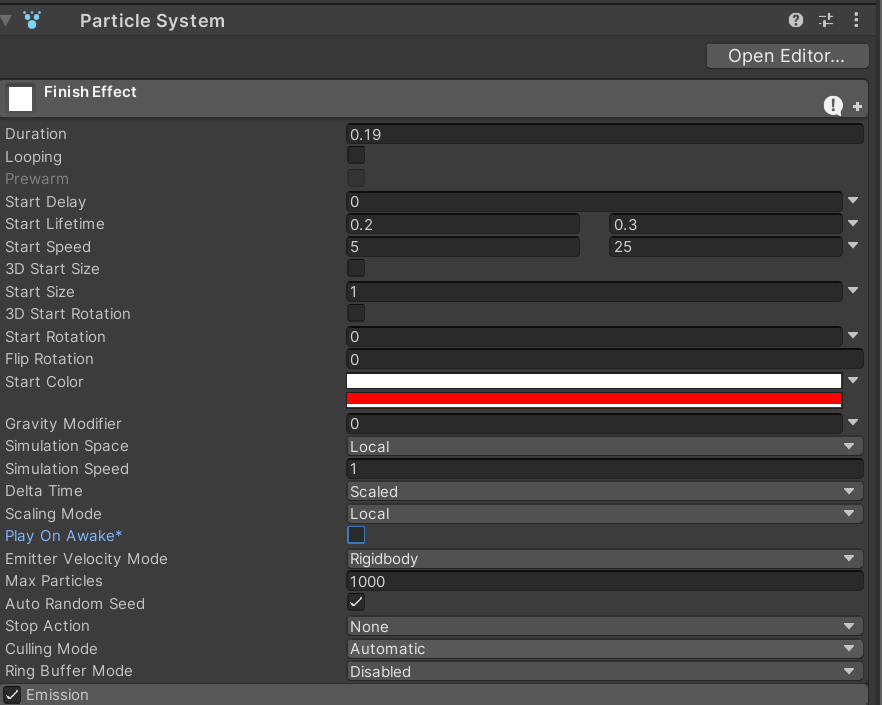 Particle System
Open Editor...
Finish Effect
Duration 0.19
Looping
Prewarm
Start Delay 0
Start Lifetime 0.2 0.3
Start Speed 5 25
3D Start Size
Start Size 1
3D Start Rotation
Start Rotation 0
Flip Rotation 0
Start Color
Gravity Modifier 0
Simulation Space Local
Simulation Speed 1
Delta Time Scaled
Scaling Mode Local
Play On Awake*
Emitter Velocity Mode Rigidbody
Max Particles 1000
Auto Random Seed
Stop Action None
Culling Mode Automatic
Ring Buffer Mode Disabled
Emission